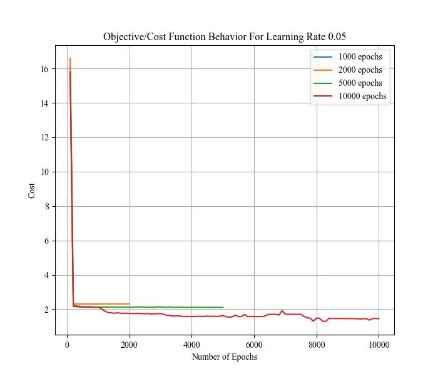 Objective/Cost Function Behavior For Learning Rate 0.05
1000 epochs
2000 epochs
5000 epochs
10000 epochs
16
14
12
10
8
6
4
2
Cost
0
2000
4000
6000
8000
10000
Number of Epochs